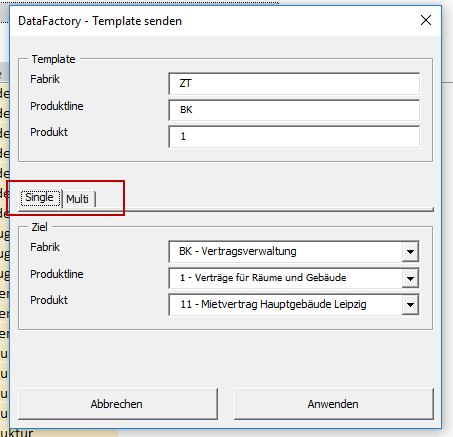 DataFactory - Template senden
Template
Fabrik ZT
Produktline BK
Produkt 1
Single Multi
Ziel
Fabrik BK - Vertragsverwaltung
Produktline 1 - Verträge für Räume und Gebäude
Produkt 11 - Mietvertrag Hauptgebäude Leipzig
Abbrechen Anwenden